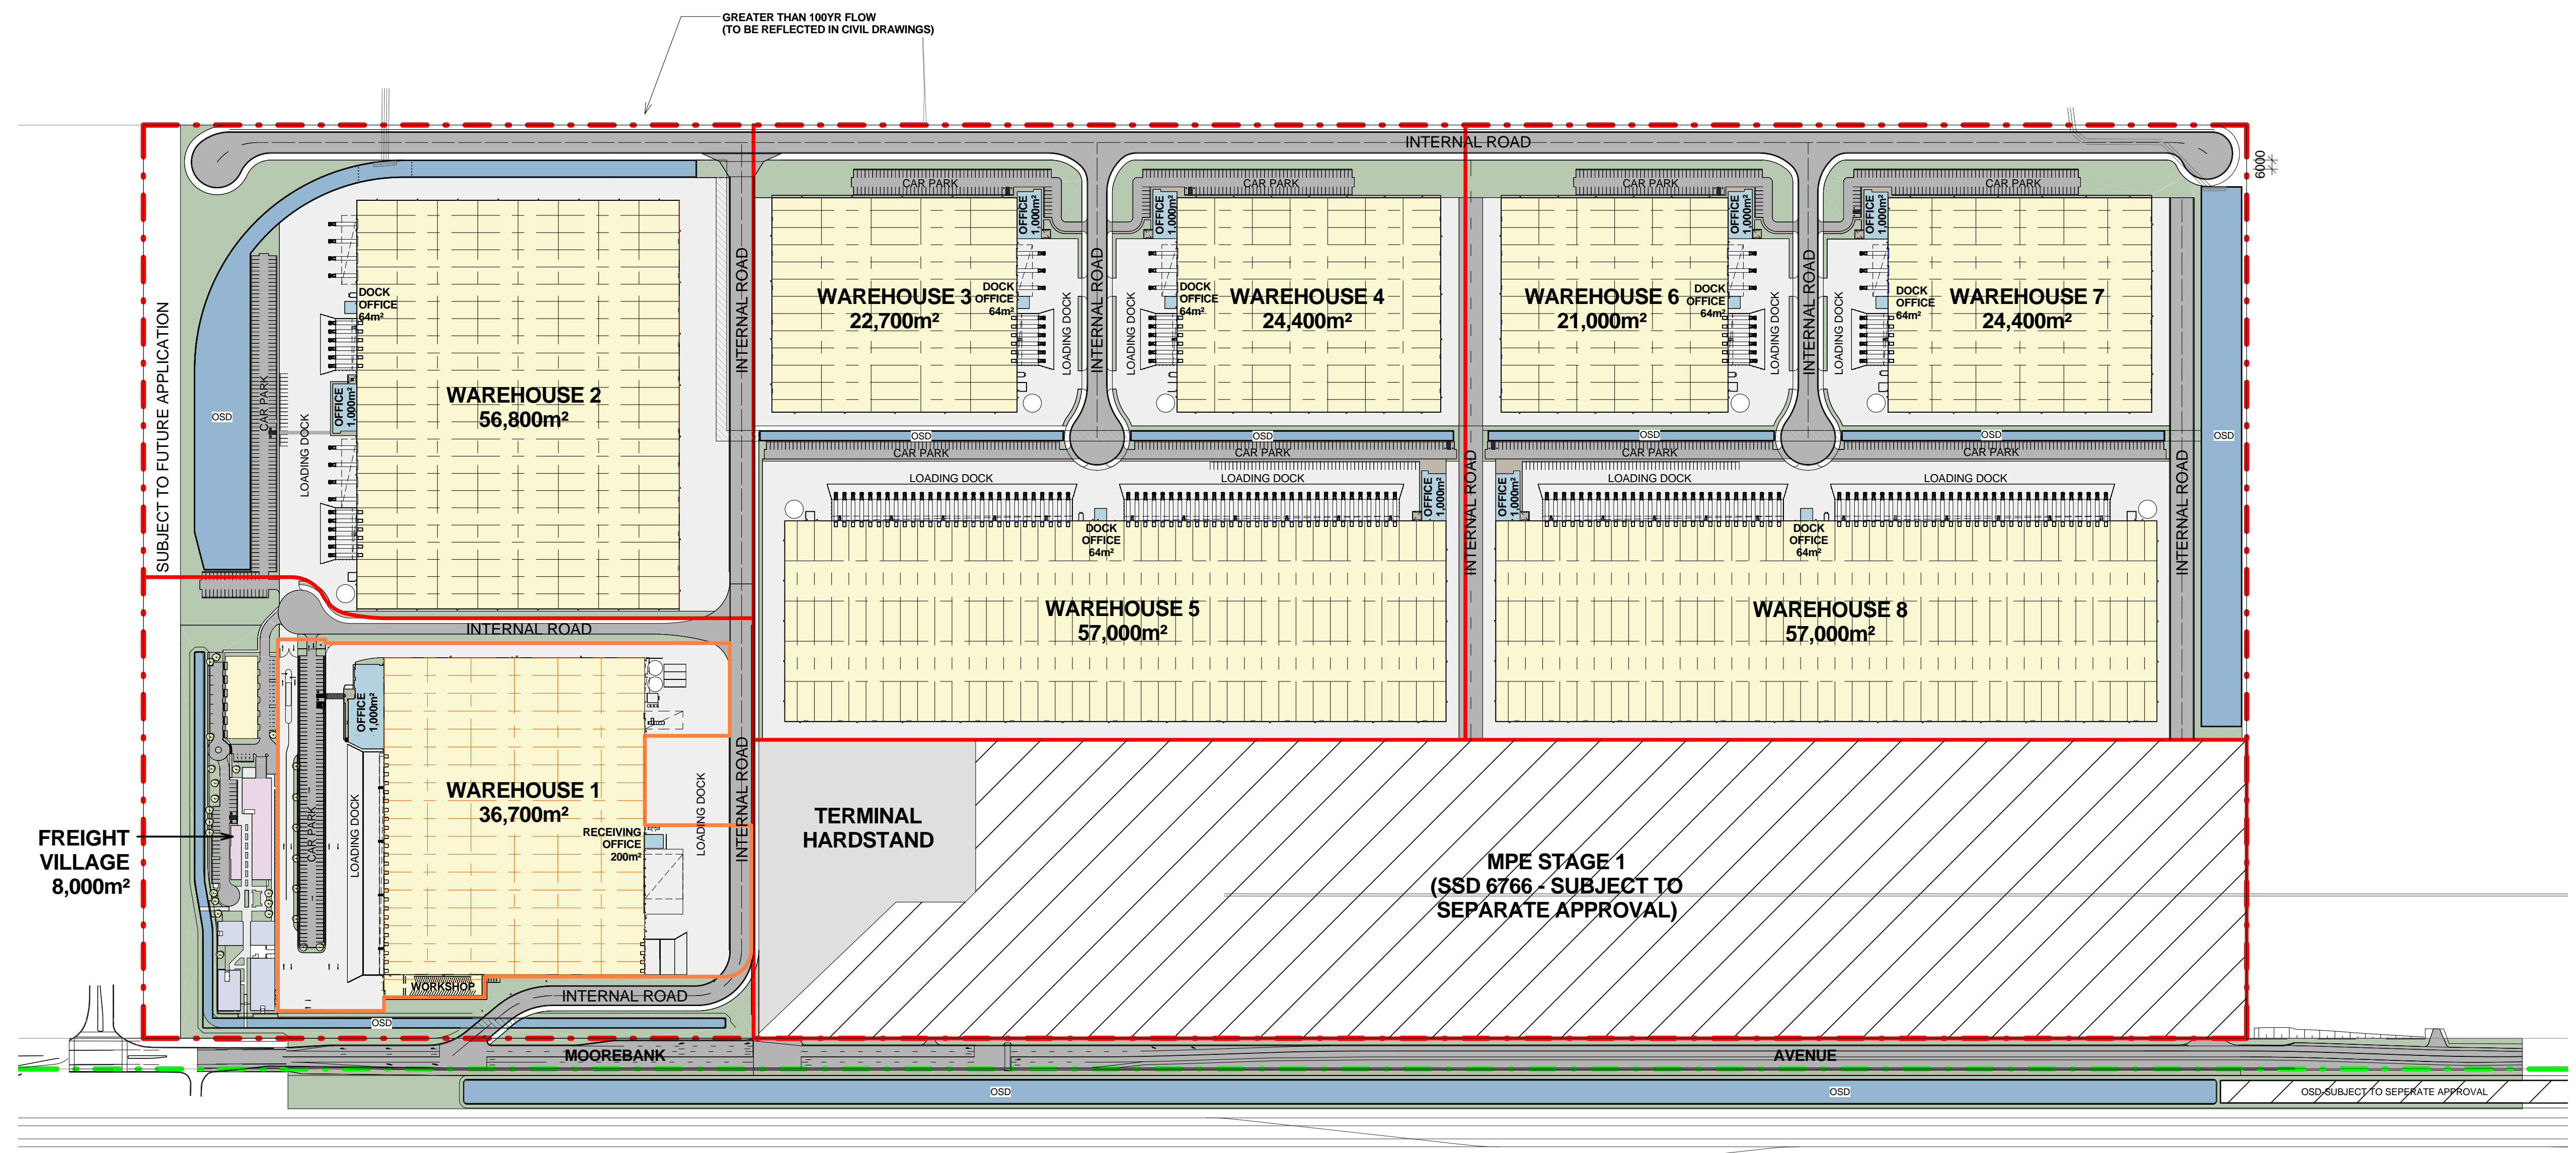 GREATER THAN 100YR FLOW
(TO BE REFLECTED IN CIVIL DRAWINGS)
INTERNAL ROAD
6000
SUBJECT TO FUTURE APPLICATION
OSD
CAR PARK
LOADING DOCK
DOCK
OFFICE
64m²
OFFICE
1,000m²
WAREHOUSE 2
56,800m²
INTERNAL ROAD
CAR PARK
OFFICE
1,000m²
WAREHOUSE 3
22,700m²
DOCK
OFFICE
64m²
LOADING DOCK
INTERNAL ROAD
CAR PARK
OFFICE
1,000m²
LOADING DOCK
DOCK
OFFICE
64m²
WAREHOUSE 4
24,400m²
CAR PARK
OFFICE
1,000m²
WAREHOUSE 6
21,000m²
DOCK
OFFICE
64m²
LOADING DOCK
INTERNAL ROAD
CAR PARK
OFFICE
1,000m²
LOADING DOCK
DOCK
OFFICE
64m²
WAREHOUSE 7
24,400m²
OSD
OSD
OSD
OSD
OSD
CAR PARK
CAR PARK
CAR PARK
CAR PARK
LOADING DOCK
LOADING DOCK
OFFICE
1,000m²
DOCK
OFFICE
64m²
WAREHOUSE 5
57,000m²
INTERNAL ROAD
OFFICE
1,000m²
LOADING DOCK
LOADING DOCK
DOCK
OFFICE
64m²
WAREHOUSE 8
57,000m²
INTERNAL ROAD
INTERNAL ROAD
OFFICE
1,000m²
CAR PARK
LOADING DOCK
WAREHOUSE 1
36,700m²
RECEIVING
OFFICE
200m²
LOADING DOCK
INTERNAL ROAD
FREIGHT
VILLAGE
8,000m²
WORKSHOP
INTERNAL ROAD
OSD
TERMINAL
HARDSTAND
MPE STAGE 1
(SSD 6766 - SUBJECT TO
SEPARATE APPROVAL)
MOOREBANK
AVENUE
OSD
OSD
OSD-SUBJECT TO SEPERATE APPROVAL